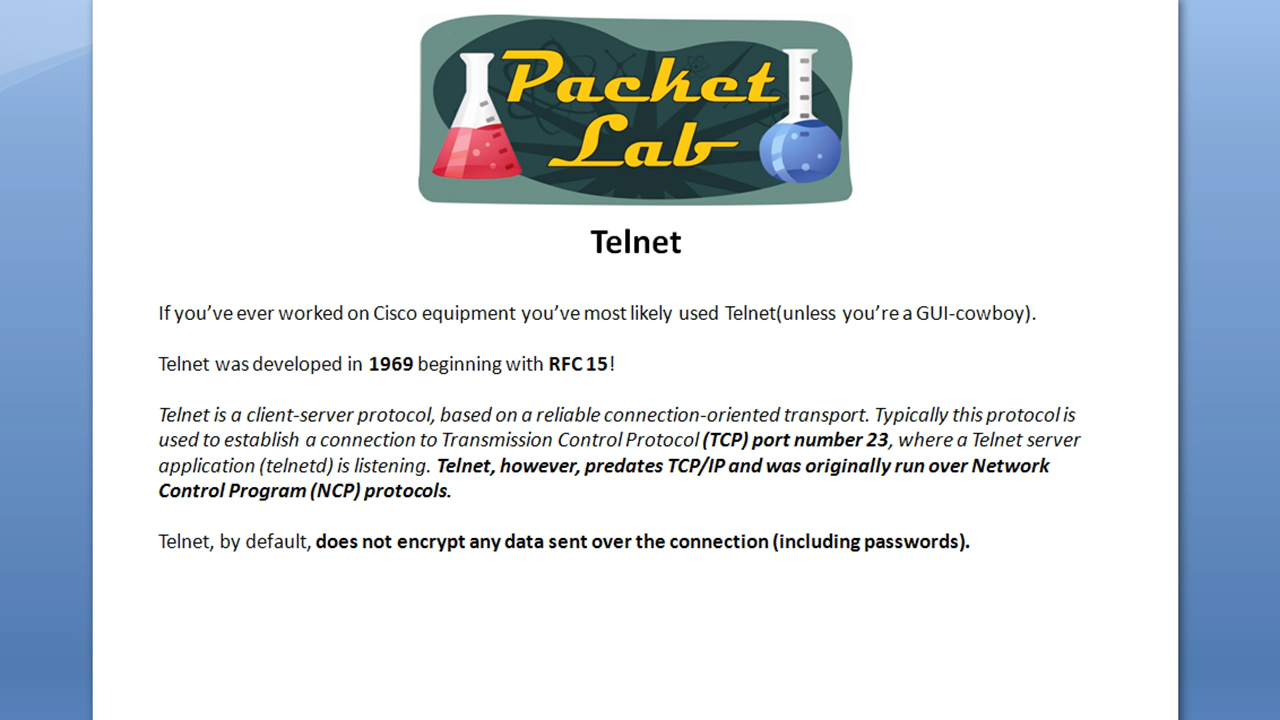 Packet
Lab
Telnet
If you’ve ever worked on Cisco equipment you’ve most likely used Telnet(unless you’re a GUI-cowboy).
Telnet was developed in 1969 beginning with RFC 15!
Telnet is a client-server protocol, based on a reliable connection-oriented transport. Typically this protocol is
used to establish a connection to Transmission Control Protocol (TCP) port number 23, where a Telnet server
application (telnetd) is listening. Telnet, however, predates TCP/IP and was originally run over Network
Control Program (NCP) protocols.
Telnet, by default, does not encrypt any data sent over the connection (including passwords).